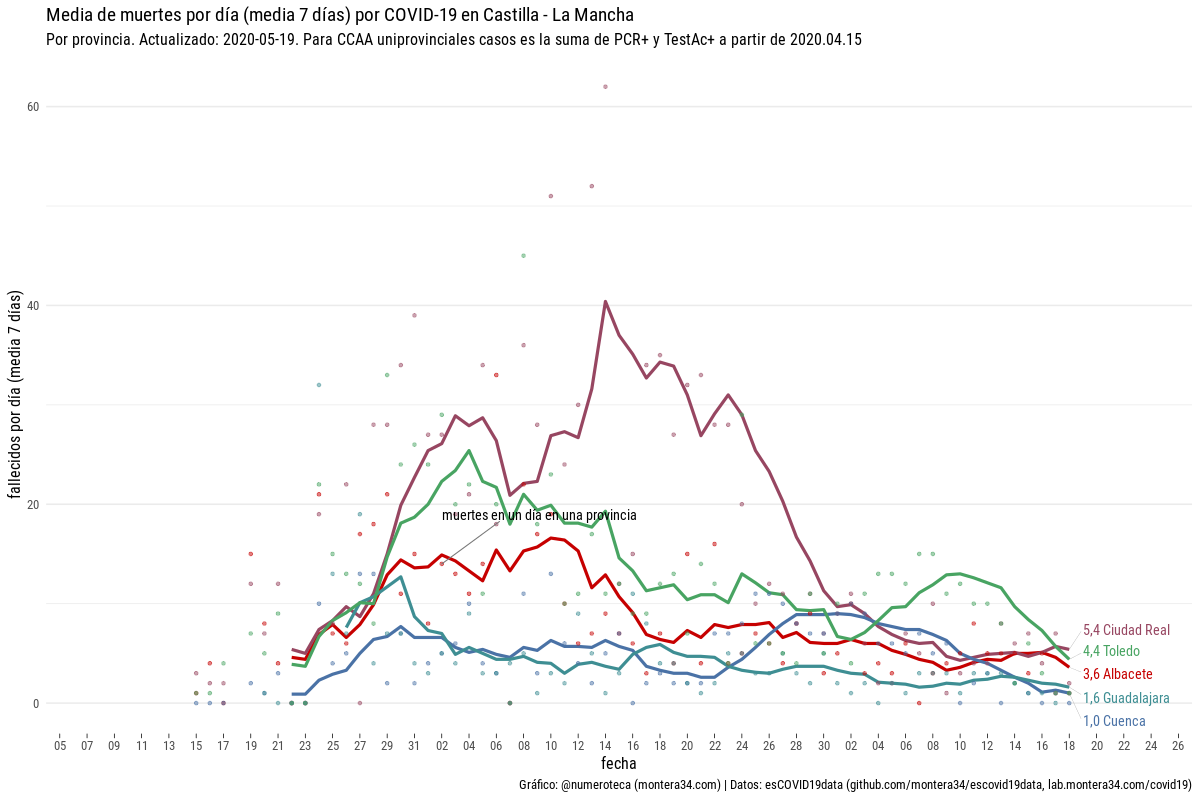 Media de muertes por día (media 7 días) por COVID-19 en Castilla - La Mancha
Por provincia. Actualizado: 2020-05-19. Para CCAA uniprovinciales casos es la suma de PCR+ y TestAc+ a partir de 2020.04.15
60
40
20
0
fallecidos por día (media 7 días)
muertes en un día en una provincia
5,4 Ciudad Real
4,4 Toledo
3,6 Albacete
1,6 Guadalajara
1,0 Cuenca
05 07 09 11 13 15 17 19 21 23 25 27 29 31 02 04 06 08 10 12 14 16 18 20 22 24 26 28 30 02 04 06 08 10 12 14 16 18 20 22 24 26
fecha
Gráfico: @numeroteca (montera34.com) | Datos: esCOVID19data (github.com/montera34/escovid19data, lab.montera34.com/covid19)